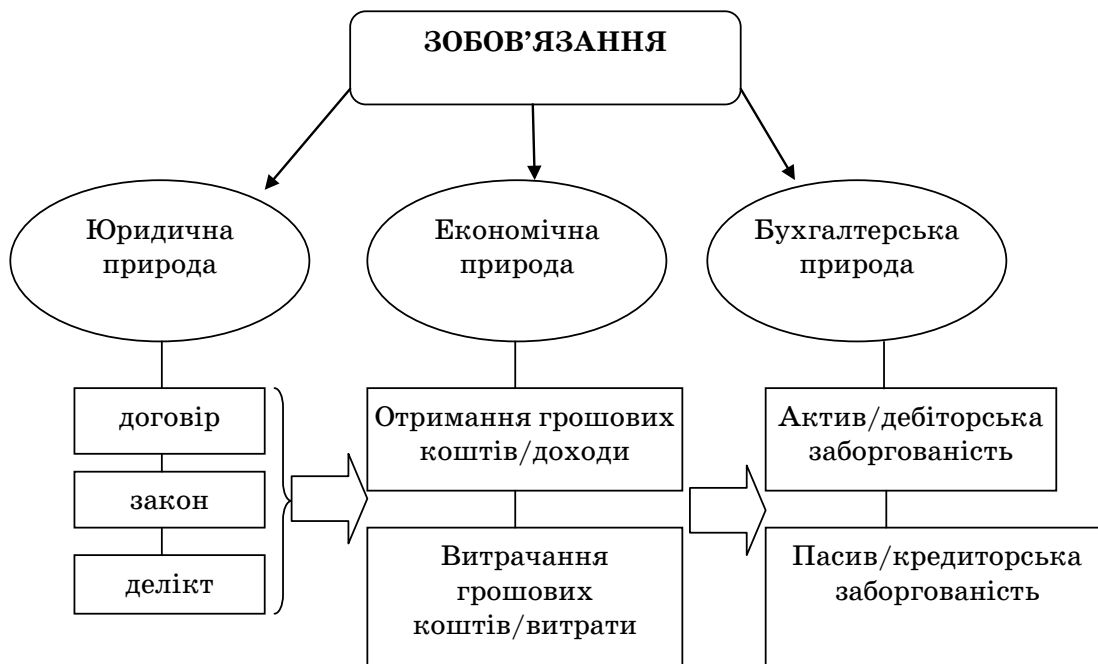 ЗОБОВ’ЯЗАННЯ
Юридична
природа
Економічна
природа
Бухгалтерська
природа
договір
закон
делікт
Отримання грошових
коштів/доходи
Витрачання
грошових
коштів/витрати
Актив/дебіторська
заборгованість
Пасив/кредиторська
заборгованість